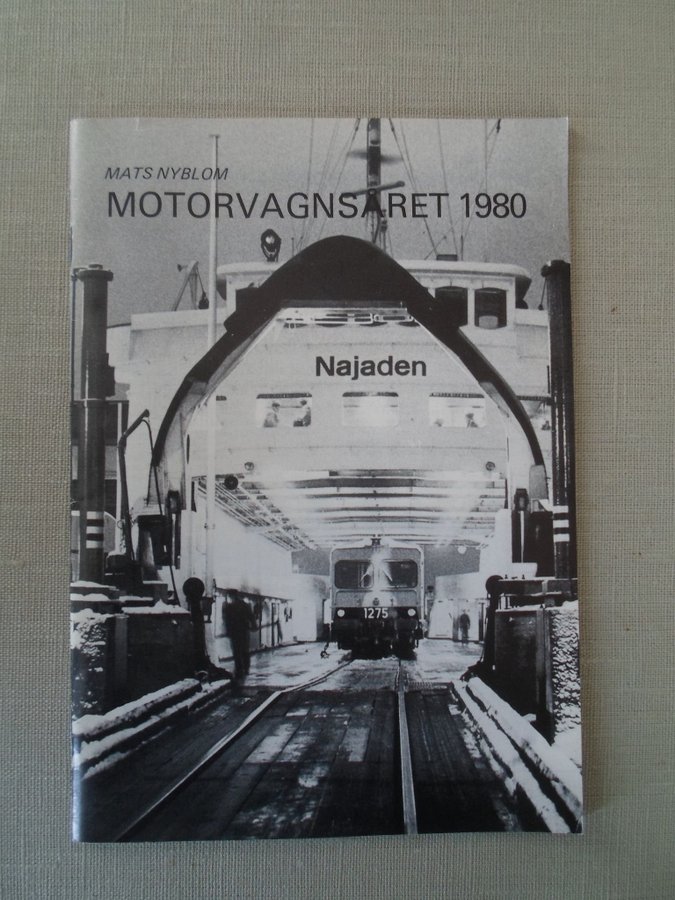 MATS NYBLOM
MOTORVAGNSÅRET 1980
Najaden
1275